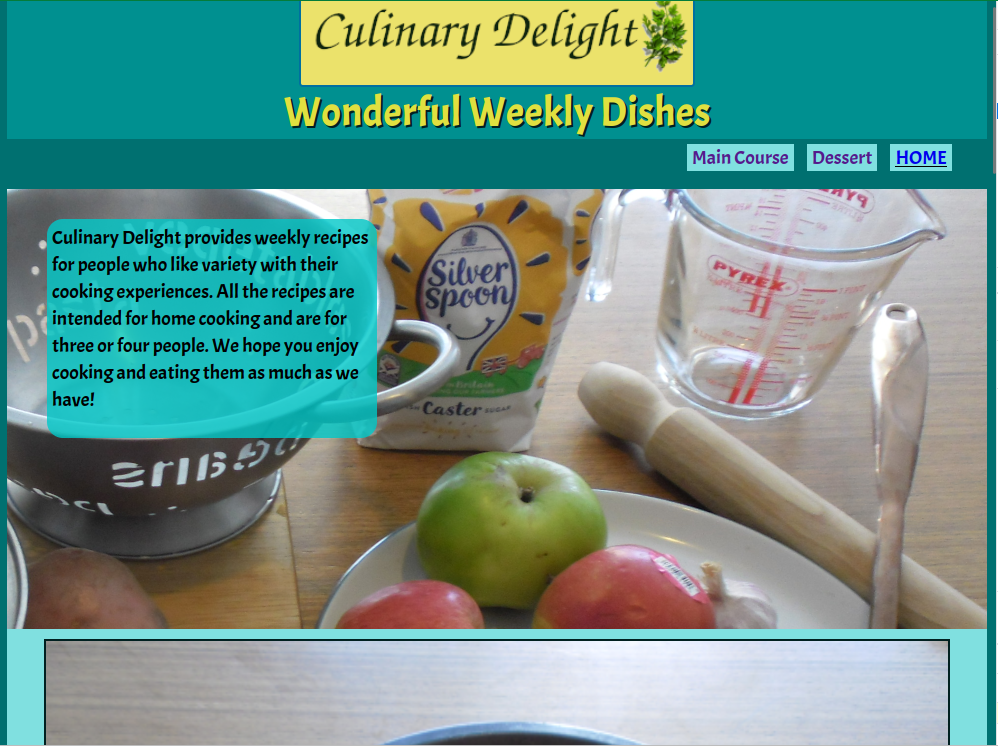 Culinary Delight
Wonderful Weekly Dishes
Main Course Dessert HOME
Culinary Delight provides weekly recipes
for people who like variety with their
cooking experiences. All the recipes are
intended for home cooking and are for
three or four people. We hope you enjoy
cooking and eating them as much as we
have!
Silver
Spoon
Caster SUGAR
PYREX
PYREX